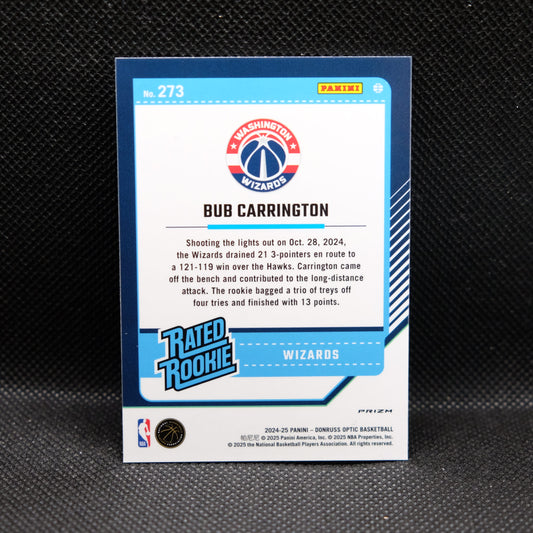 No. 273
PANINI
WASHINGTON
WIZARDS
BUB CARRINGTON
Shooting the lights out on Oct. 28, 2024,
the Wizards drained 21 3-pointers en route to
a 121-119 win over the Hawks. Carrington came
off the bench and contributed to the long-distance
attack. The rookie bagged a trio of treys off
four tries and finished with 13 points.
RATED
ROOKIE
WIZARDS
PRIZM
2024-25 PANINI – DONRUSS OPTIC BASKETBALL
帕尼尼 © 2025 Panini America, Inc. © 2025 NBA Properties, Inc.
© 2025 the National Basketball Players Association. All rights reserved.